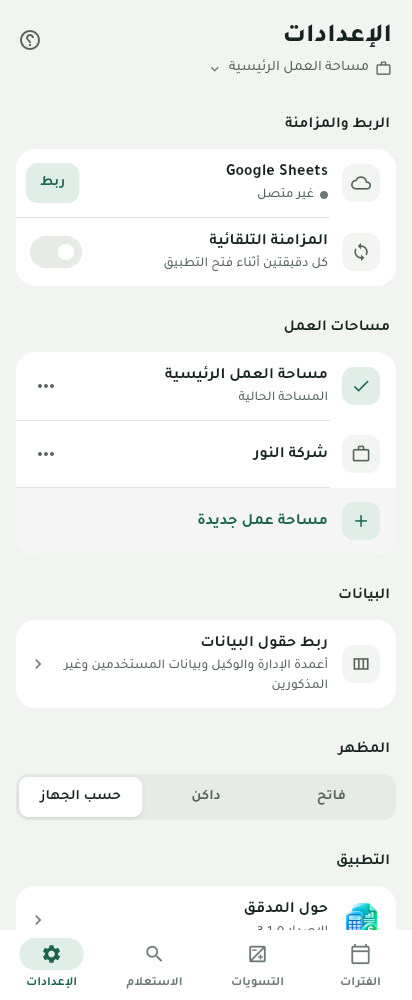 الإعدادات
مساحة العمل الرئيسية
الربط والمزامنة
Google Sheets
غير متصل
ربط
المزامنة التلقائية
كل دقيقتين أثناء فتح التطبيق
مساحات العمل
مساحة العمل الرئيسية
المساحة الحالية
شركة النور
مساحة عمل جديدة
البيانات
ربط حقول البيانات
أعمدة الإدارة والوكيل وبيانات المستخدمين وغير
المذكورين
المظهر
فاتح
داكن
حسب الجهاز
التطبيق
حول المدقق
الفترات
التسويات
الاستعلام
الإعدادات